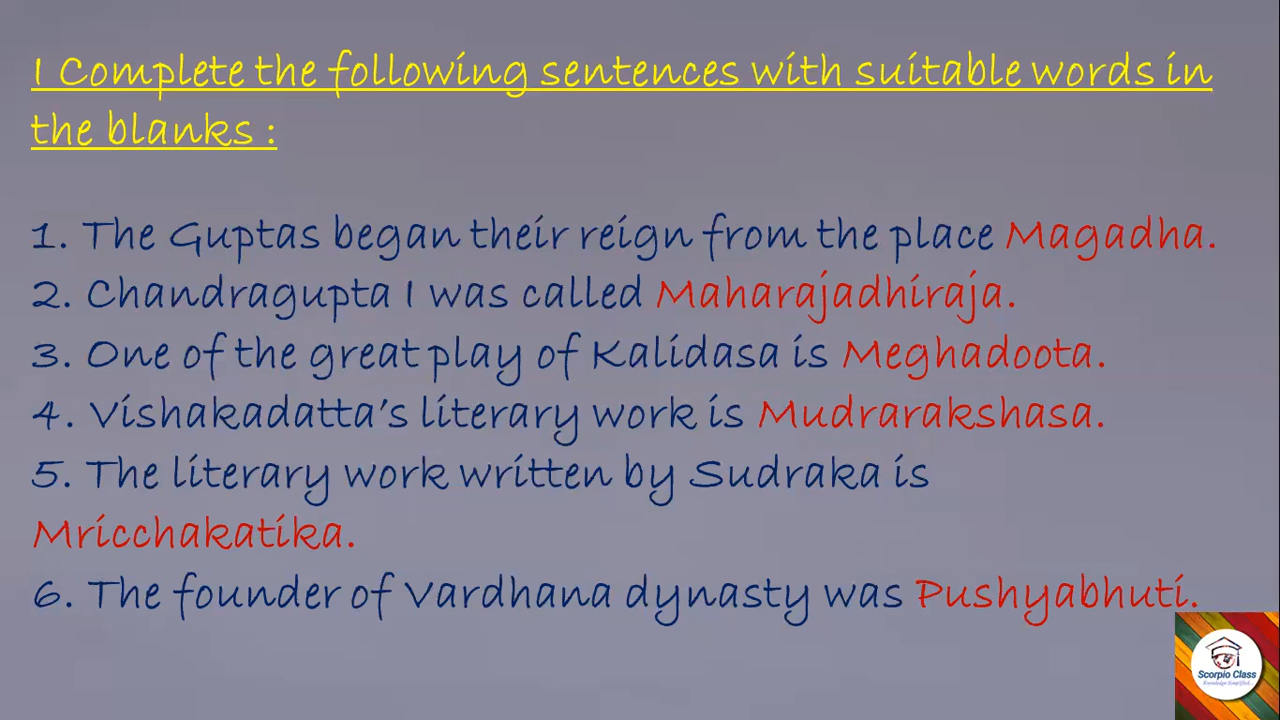 I Complete the following sentences with suitable words in
the blanks :
1. The Guptas began their reign from the place Magadha.
2. Chandragupta I was called Maharajadhiraja.
3. One of the great play of Kalidasa is Meghadoota.
4. Vishakadatta's literary work is Mudrarakshasa.
5. The literary work written by Sudraka is
Mricchakatika.
6. The founder of Vardhana dynasty was Pushyabhuti.
Scorpio Class
Knowledge Simplified...